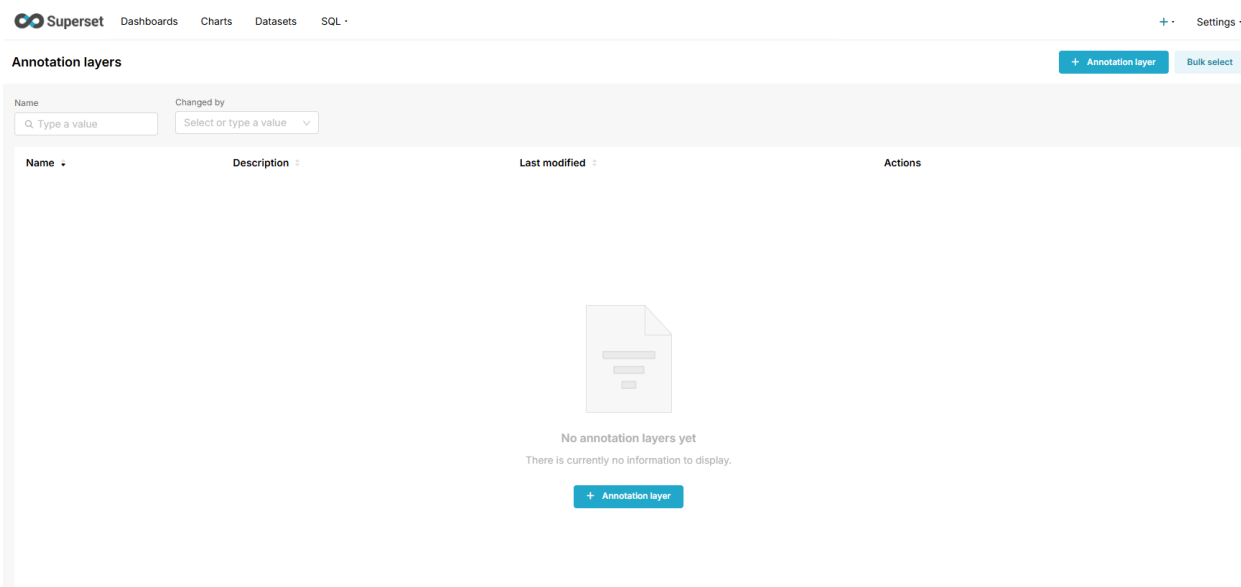 Superset Dashboards Charts Datasets SQL + Settings
Annotation layers + Annotation layer Bulk select
Name Changed by
Type a value Select or type a value
Name Description Last modified Actions
No annotation layers yet
There is currently no information to display.
+ Annotation layer